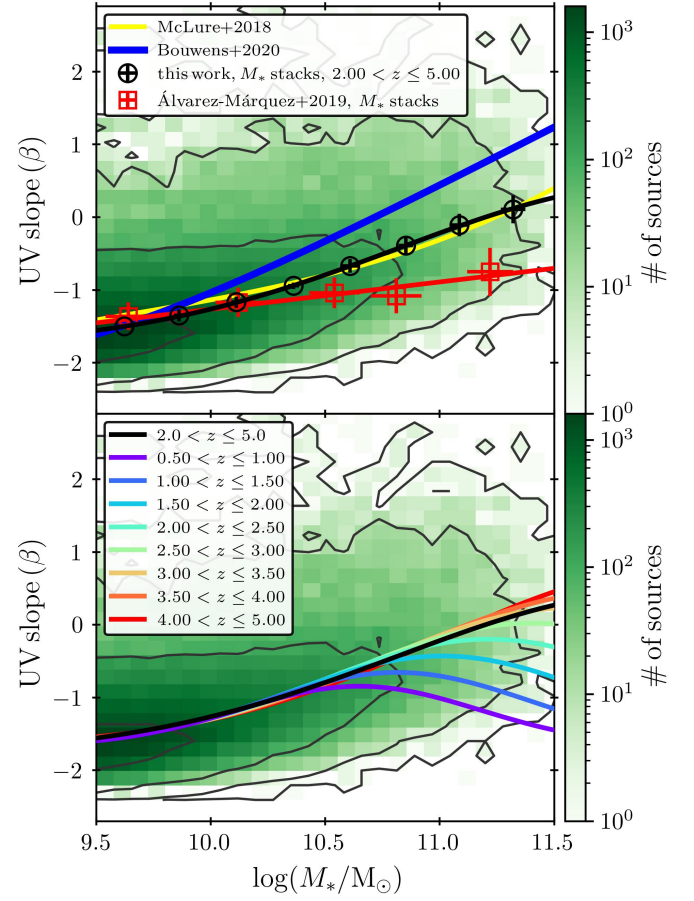 McLure+2018
Bouwens+2020
this work, M* stacks, 2.00 < z ≤ 5.00
Álvarez-Márquez+2019, M* stacks
UV slope (β)
2
1
0
−1
−2
10³
10²
10¹
10⁰
# of sources
2.0 < z ≤ 5.0
0.50 < z ≤ 1.00
1.00 < z ≤ 1.50
1.50 < z ≤ 2.00
2.00 < z ≤ 2.50
2.50 < z ≤ 3.00
3.00 < z ≤ 3.50
3.50 < z ≤ 4.00
4.00 < z ≤ 5.00
UV slope (β)
2
1
0
−1
−2
10³
10²
10¹
10⁰
# of sources
9.5 10.0 10.5 11.0 11.5
log(M*/M⊙)